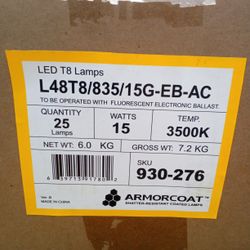 LED T8 Lamps
L48T8/835/15G-EB-AC
TO BE OPERATED WITH FLUORESCENT ELECTRONIC BALLAST.
QUANTITY
25
Lamps
WATTS
15
TEMP.
3500K
NET WT: 6.0 KG
GROSS WT: 7.2 KG
SKU
930-276
Ver. B
MADE IN CHINA
ARMORCOAT
SHATTER-RESISTANT COATED LAMPS